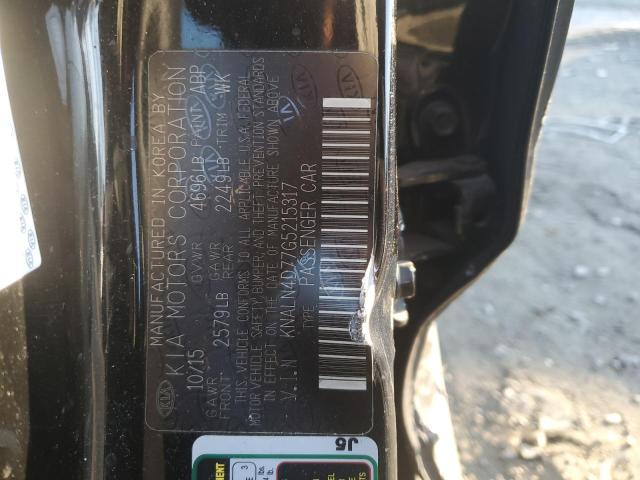 MANUFACTURED IN KOREA BY
KIA MOTORS CORPORATION
10/15 GVWR 4696LB PAINT ABP
GAWR FRONT 2579LB GAWR REAR 2249LB TRIM WK
THIS VEHICLE CONFORMS TO ALL APPLICABLE U.S.A. FEDERAL
MOTOR VEHICLE SAFETY, BUMPER, AND THEFT PREVENTION STANDARDS
IN EFFECT ON THE DATE OF MANUFACTURE SHOWN ABOVE
V.I.N KNALN4D77G5215317
TYPE : PASSENGER CAR
KIA
J6